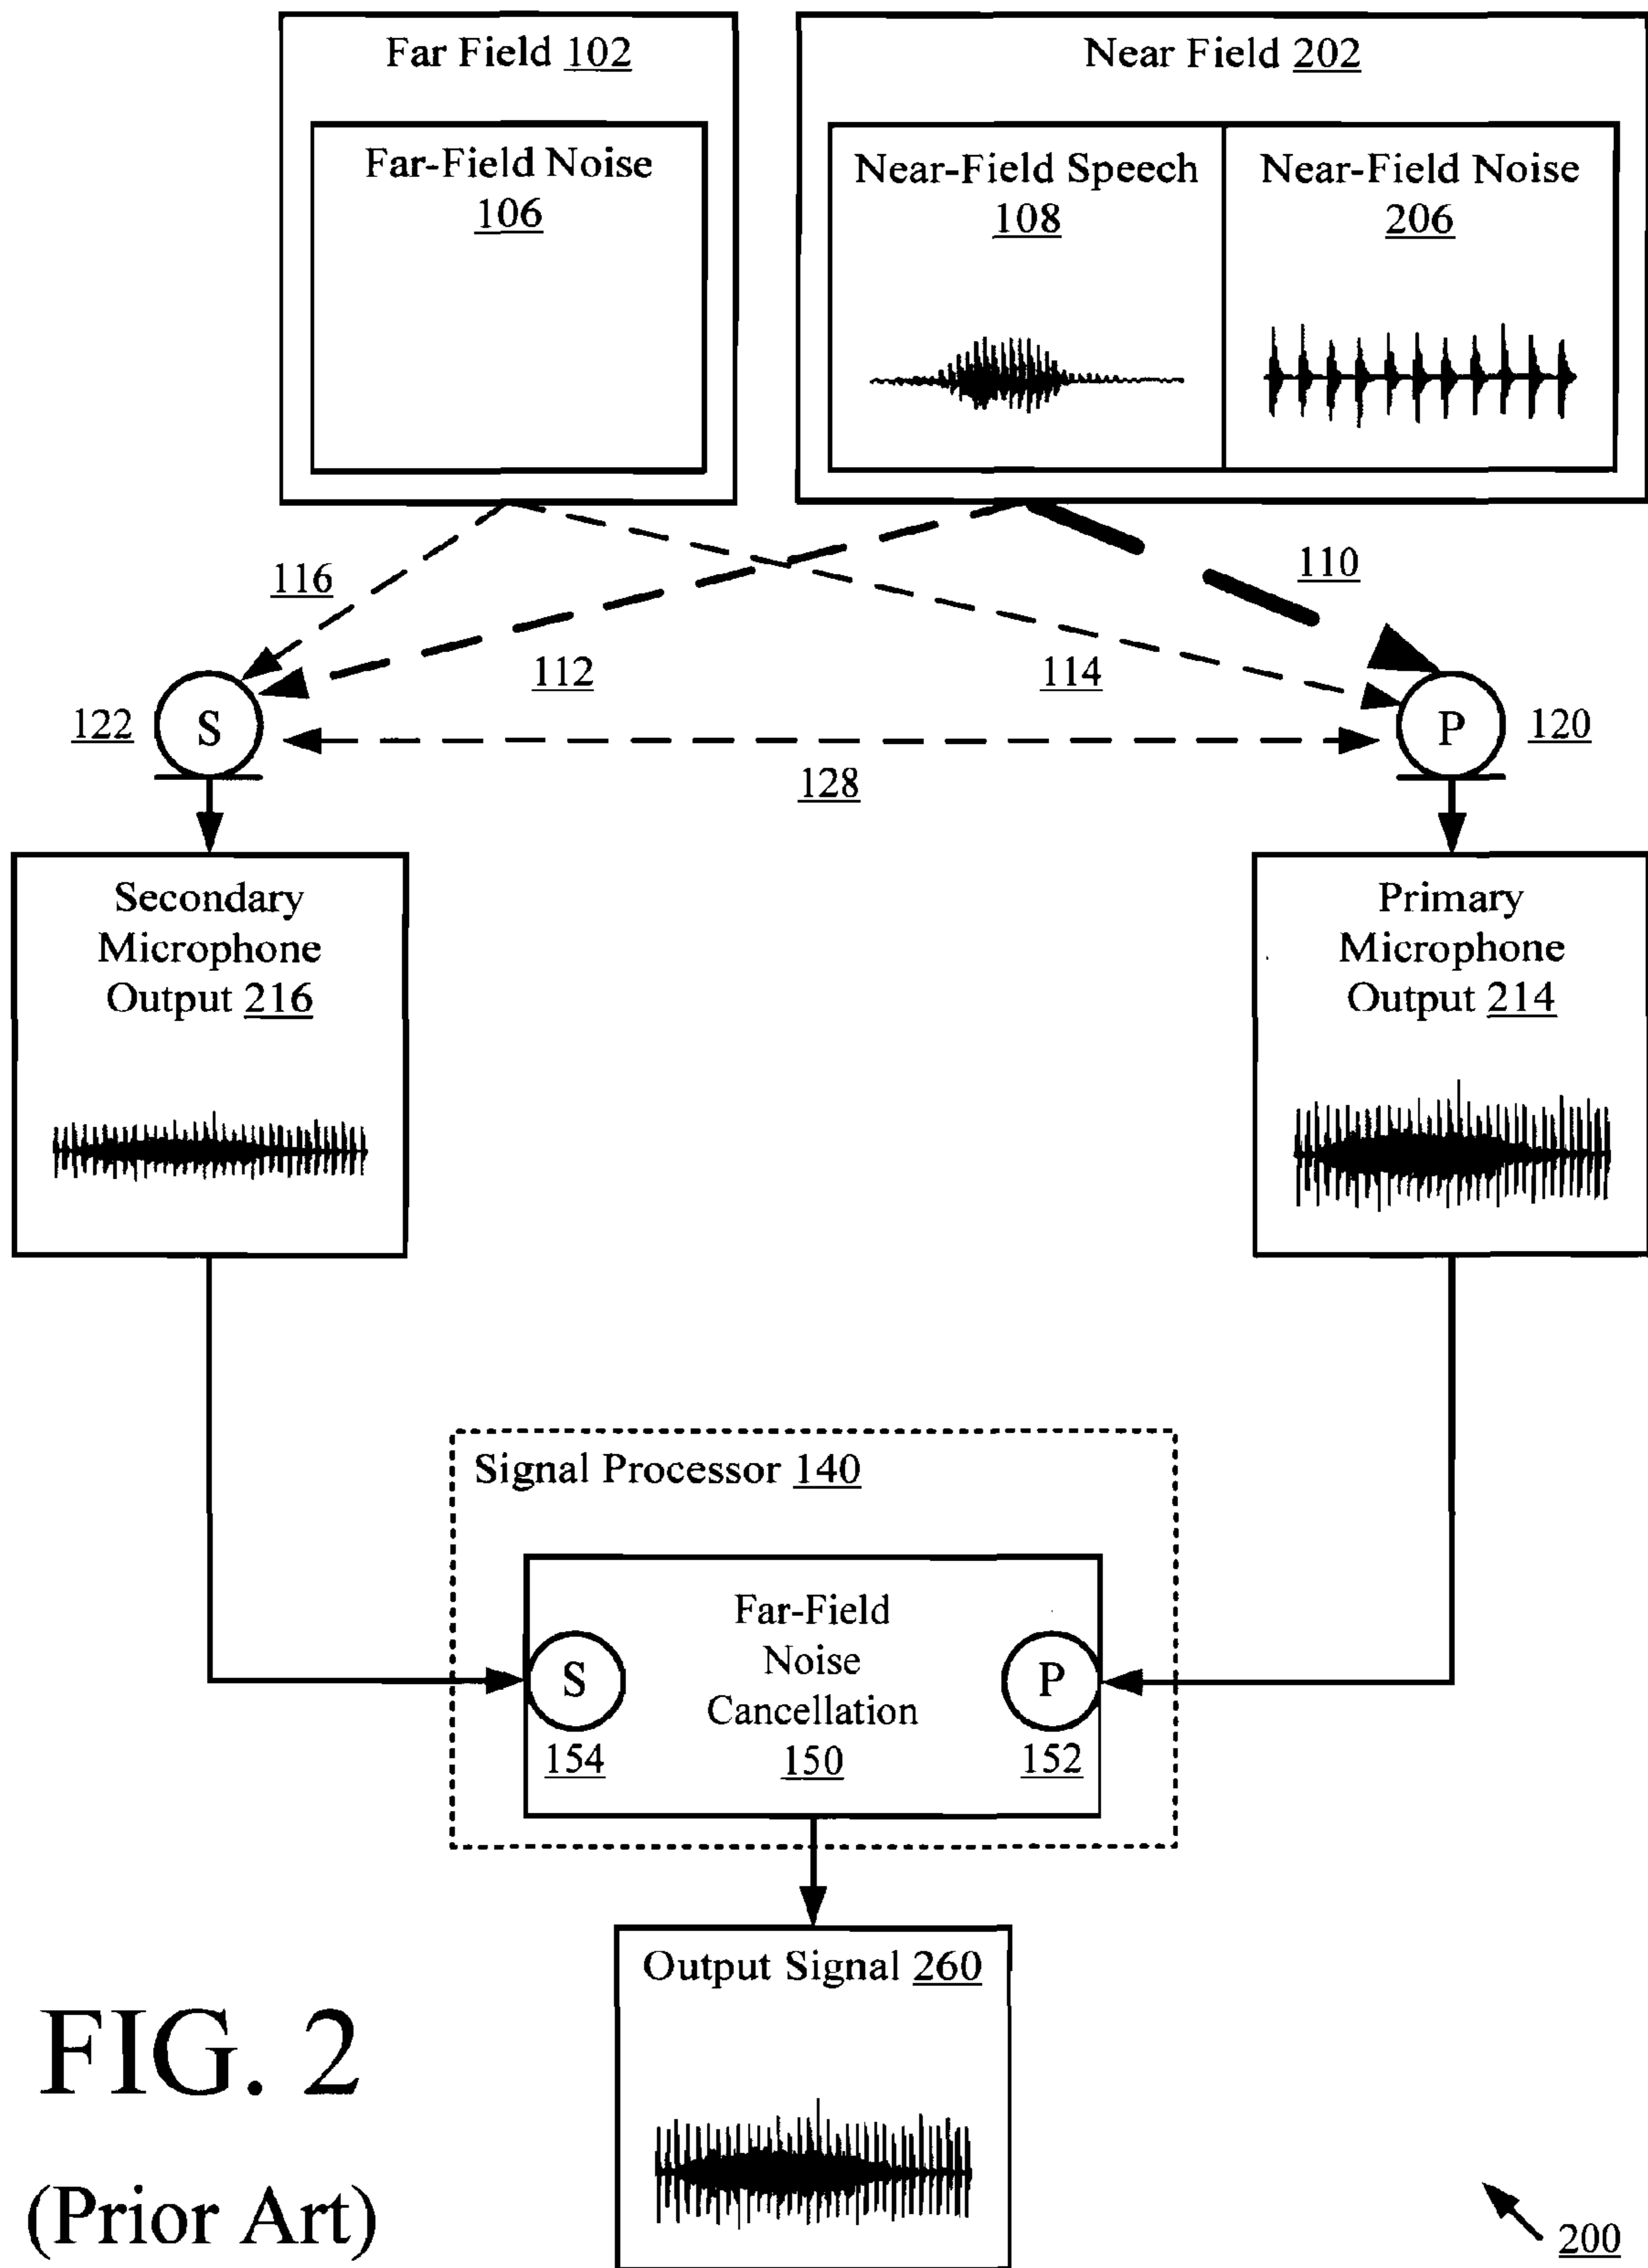 Far Field 102
Far-Field Noise
106
Near Field 202
Near-Field Speech
108
Near-Field Noise
206
116
112
114
110
122
S
128
P
120
Secondary
Microphone
Output 216
Primary
Microphone
Output 214
Signal Processor 140
S
154
Far-Field
Noise
Cancellation
150
P
152
Output Signal 260
FIG. 2
(Prior Art)
200